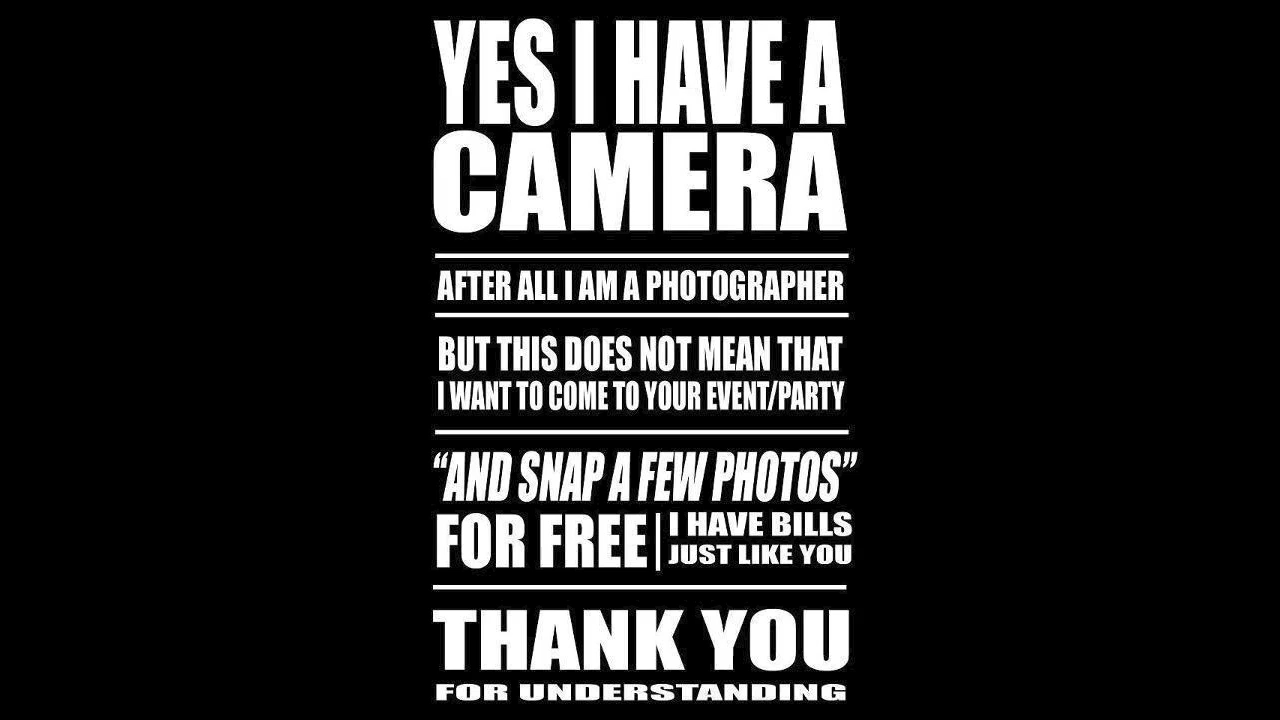 YES I HAVE A
CAMERA
AFTER ALL I AM A PHOTOGRAPHER
BUT THIS DOES NOT MEAN THAT
I WANT TO COME TO YOUR EVENT/PARTY
“AND SNAP A FEW PHOTOS”
FOR FREE
I HAVE BILLS
JUST LIKE YOU
THANK YOU
FOR UNDERSTANDING